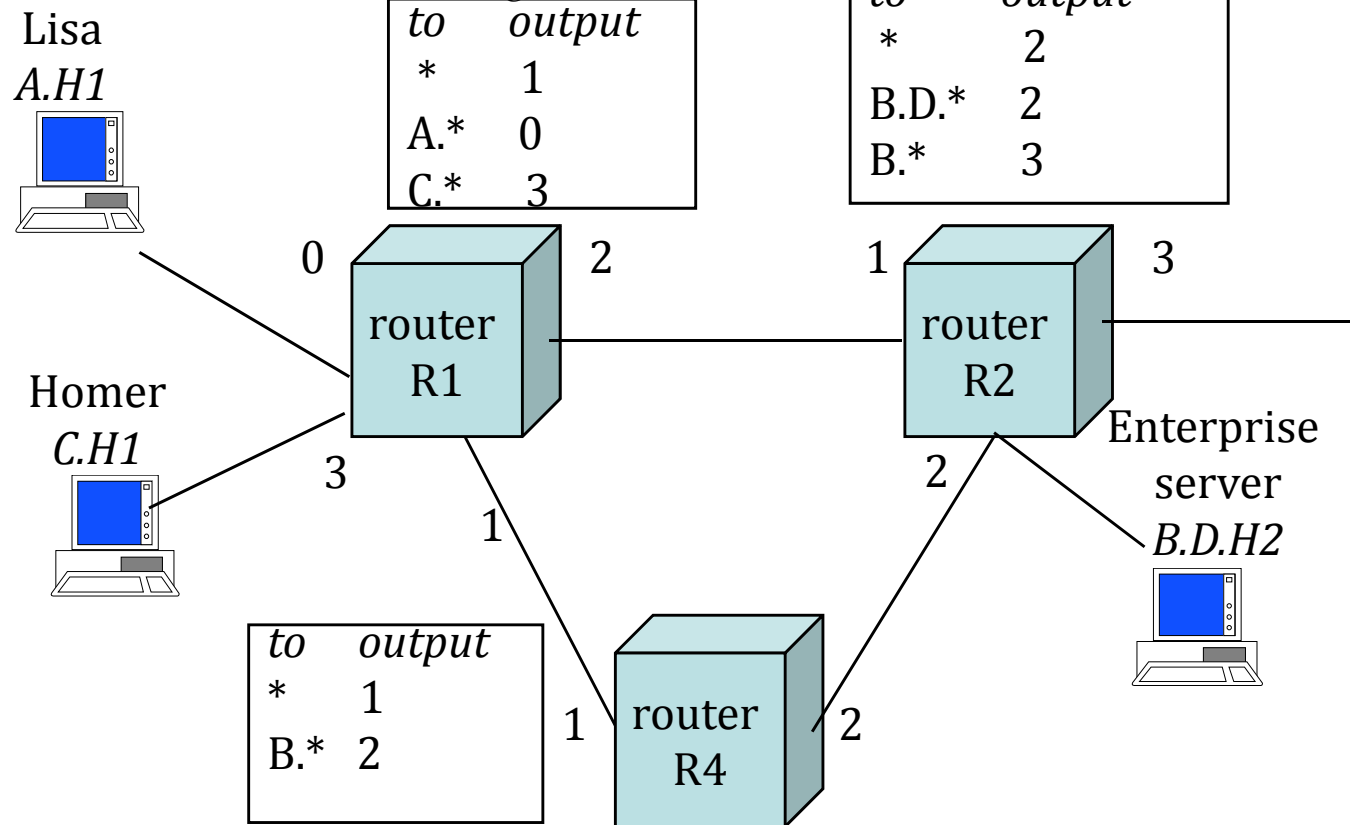 Lisa
A.H1
to output
* 1
A.* 0
C.* 3
output
* 2
B.D.* 2
B.* 3
0
2
1
3
router
R1
router
R2
Homer
C.H1
3
1
2
Enterprise
server
B.D.H2
to output
* 1
B.* 2
1
router
R4
2